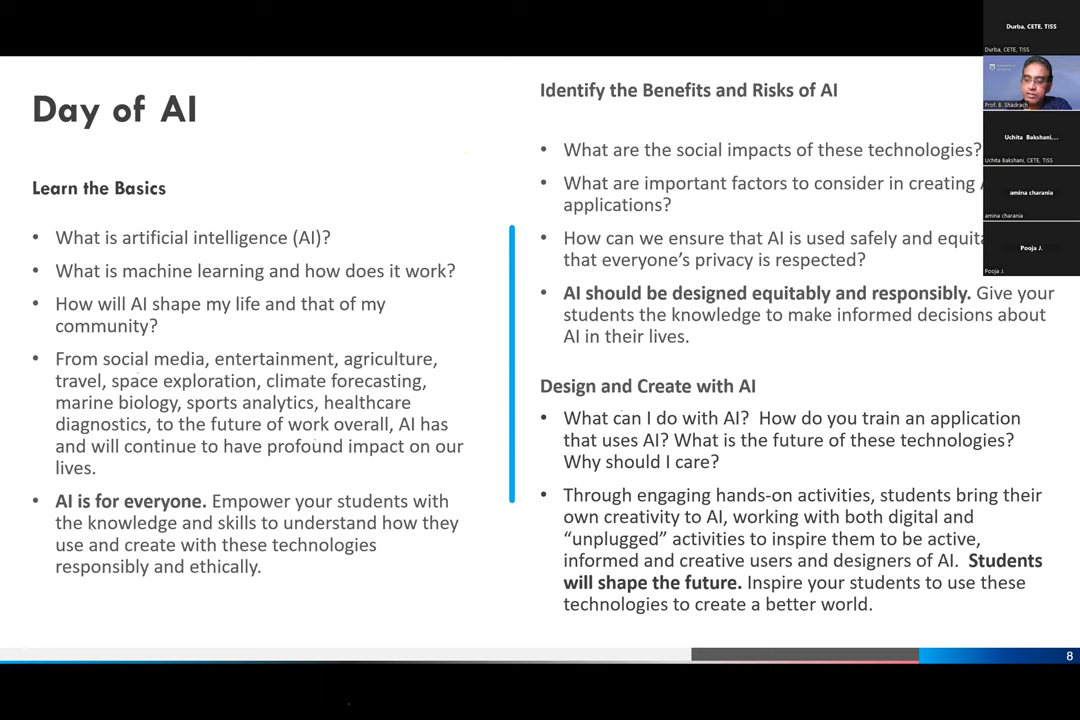 Day of AI
Learn the Basics
• What is artificial intelligence (AI)?
• What is machine learning and how does it work?
• How will AI shape my life and that of my
community?
• From social media, entertainment, agriculture,
travel, space exploration, climate forecasting,
marine biology, sports analytics, healthcare
diagnostics, to the future of work overall, AI has
and will continue to have profound impact on our
lives.
• AI is for everyone. Empower your students with
the knowledge and skills to understand how they
use and create with these technologies
responsibly and ethically.
Identify the Benefits and Risks of AI
• What are the social impacts of these technologies?
• What are important factors to consider in creating
applications?
• How can we ensure that AI is used safely and
that everyone’s privacy is respected?
• AI should be designed equitably and responsibly. Give your
students the knowledge to make informed decisions about
AI in their lives.
Design and Create with AI
• What can I do with AI?  How do you train an application
that uses AI? What is the future of these technologies?
Why should I care?
• Through engaging hands-on activities, students bring their
own creativity to AI, working with both digital and
“unplugged” activities to inspire them to be active,
informed and creative users and designers of AI.  Students
will shape the future. Inspire your students to use these
technologies to create a better world.
8
Durba, CETE, TISS
Durba, CETE, TISS
Prof. B. Shadrach
Uchita Bakshani,...
Uchita Bakshani, CETE, TISS
amina charania
amina charania
Pooja J.
Pooja J.